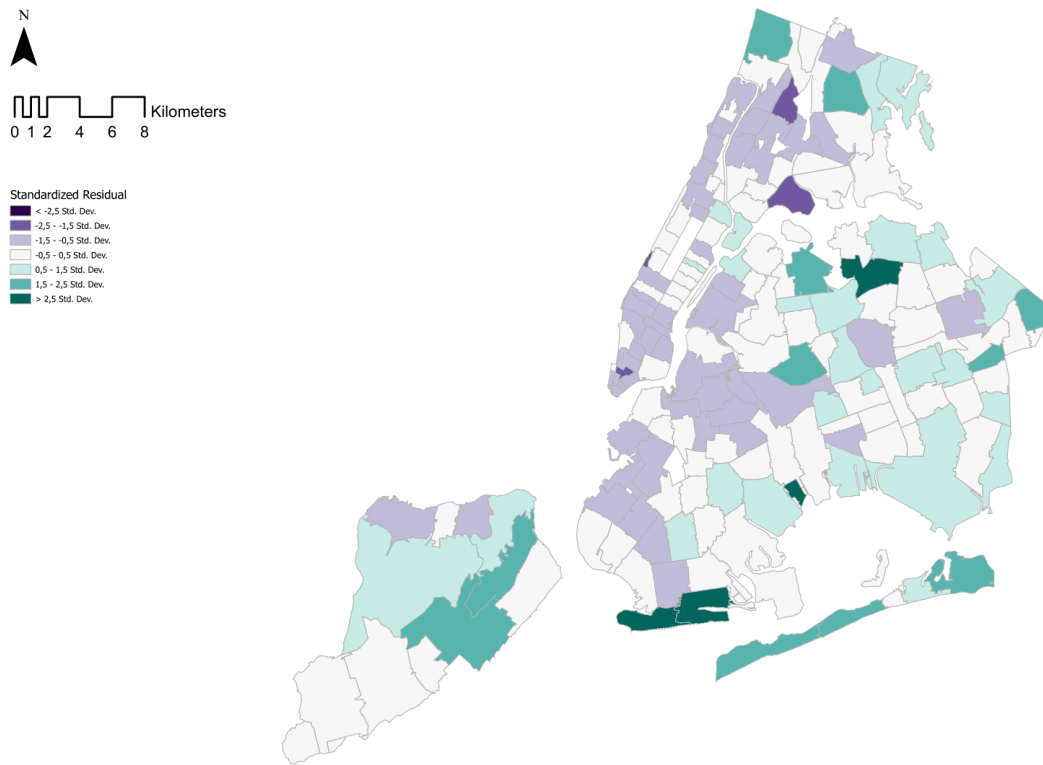 N
Kilometers
0 1 2 4 6 8
Standardized Residual
< -2,5 Std. Dev.
-2,5 - -1,5 Std. Dev.
-1,5 - -0,5 Std. Dev.
-0,5 - 0,5 Std. Dev.
0,5 - 1,5 Std. Dev.
1,5 - 2,5 Std. Dev.
> 2,5 Std. Dev.